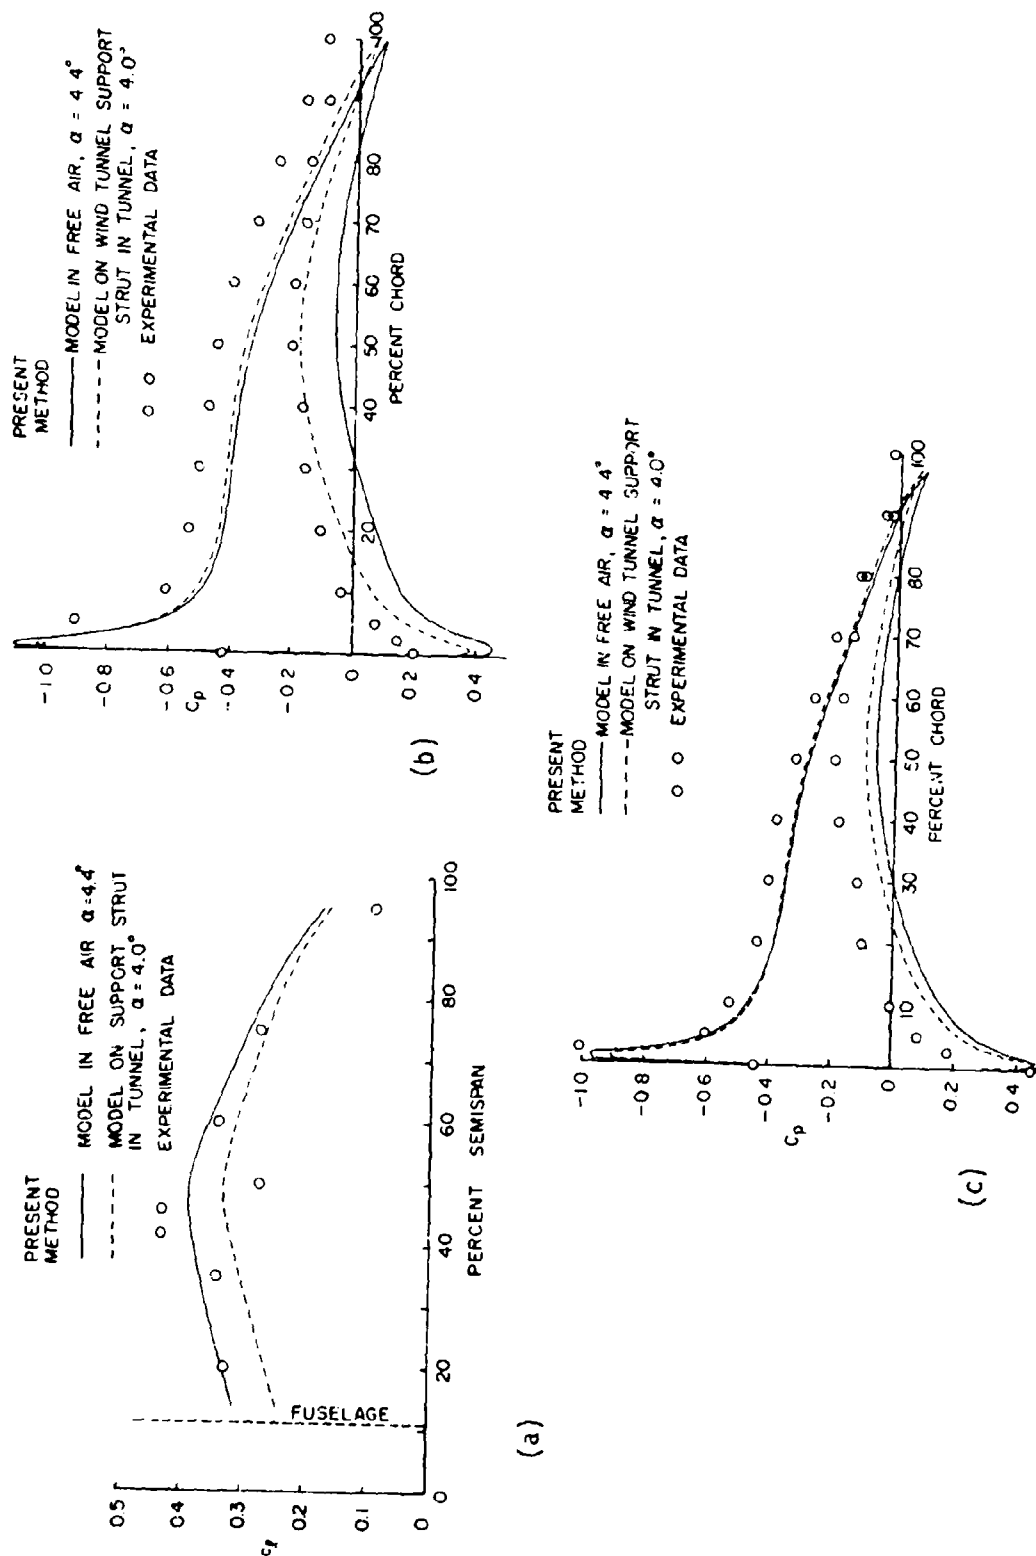 PRESENT
METHOD
MODEL IN FREE AIR α = 4.4°
MODEL ON SUPPORT STRUT
IN TUNNEL, α = 4.0°
EXPERIMENTAL DATA
0.5
0.4
0.3
0.2
0.1
0
cℓ
FUSELAGE
0
20
40
60
80
100
PERCENT SEMISPAN
(a)
PRESENT
METHOD
MODEL IN FREE AIR, α = 4 4°
MODEL ON WIND TUNNEL SUPPORT
STRUT IN TUNNEL, α = 4.0°
EXPERIMENTAL DATA
-1.0
-0.8
-0.6
Cp
-0.4
-0.2
0
0.2
0.4
20
40
50
60
70
80
100
PERCENT CHORD
(b)
PRESENT
METHOD
MODEL IN FREE AIR, α = 4 4°
MODEL ON WIND TUNNEL SUPPORT
STRUT IN TUNNEL, α = 4.0°
EXPERIMENTAL DATA
-1.0
-0.8
-0.6
-0.4
Cp
-0.2
0
0.2
0.4
10
30
40
50
60
70
80
100
PERCENT CHORD
(c)